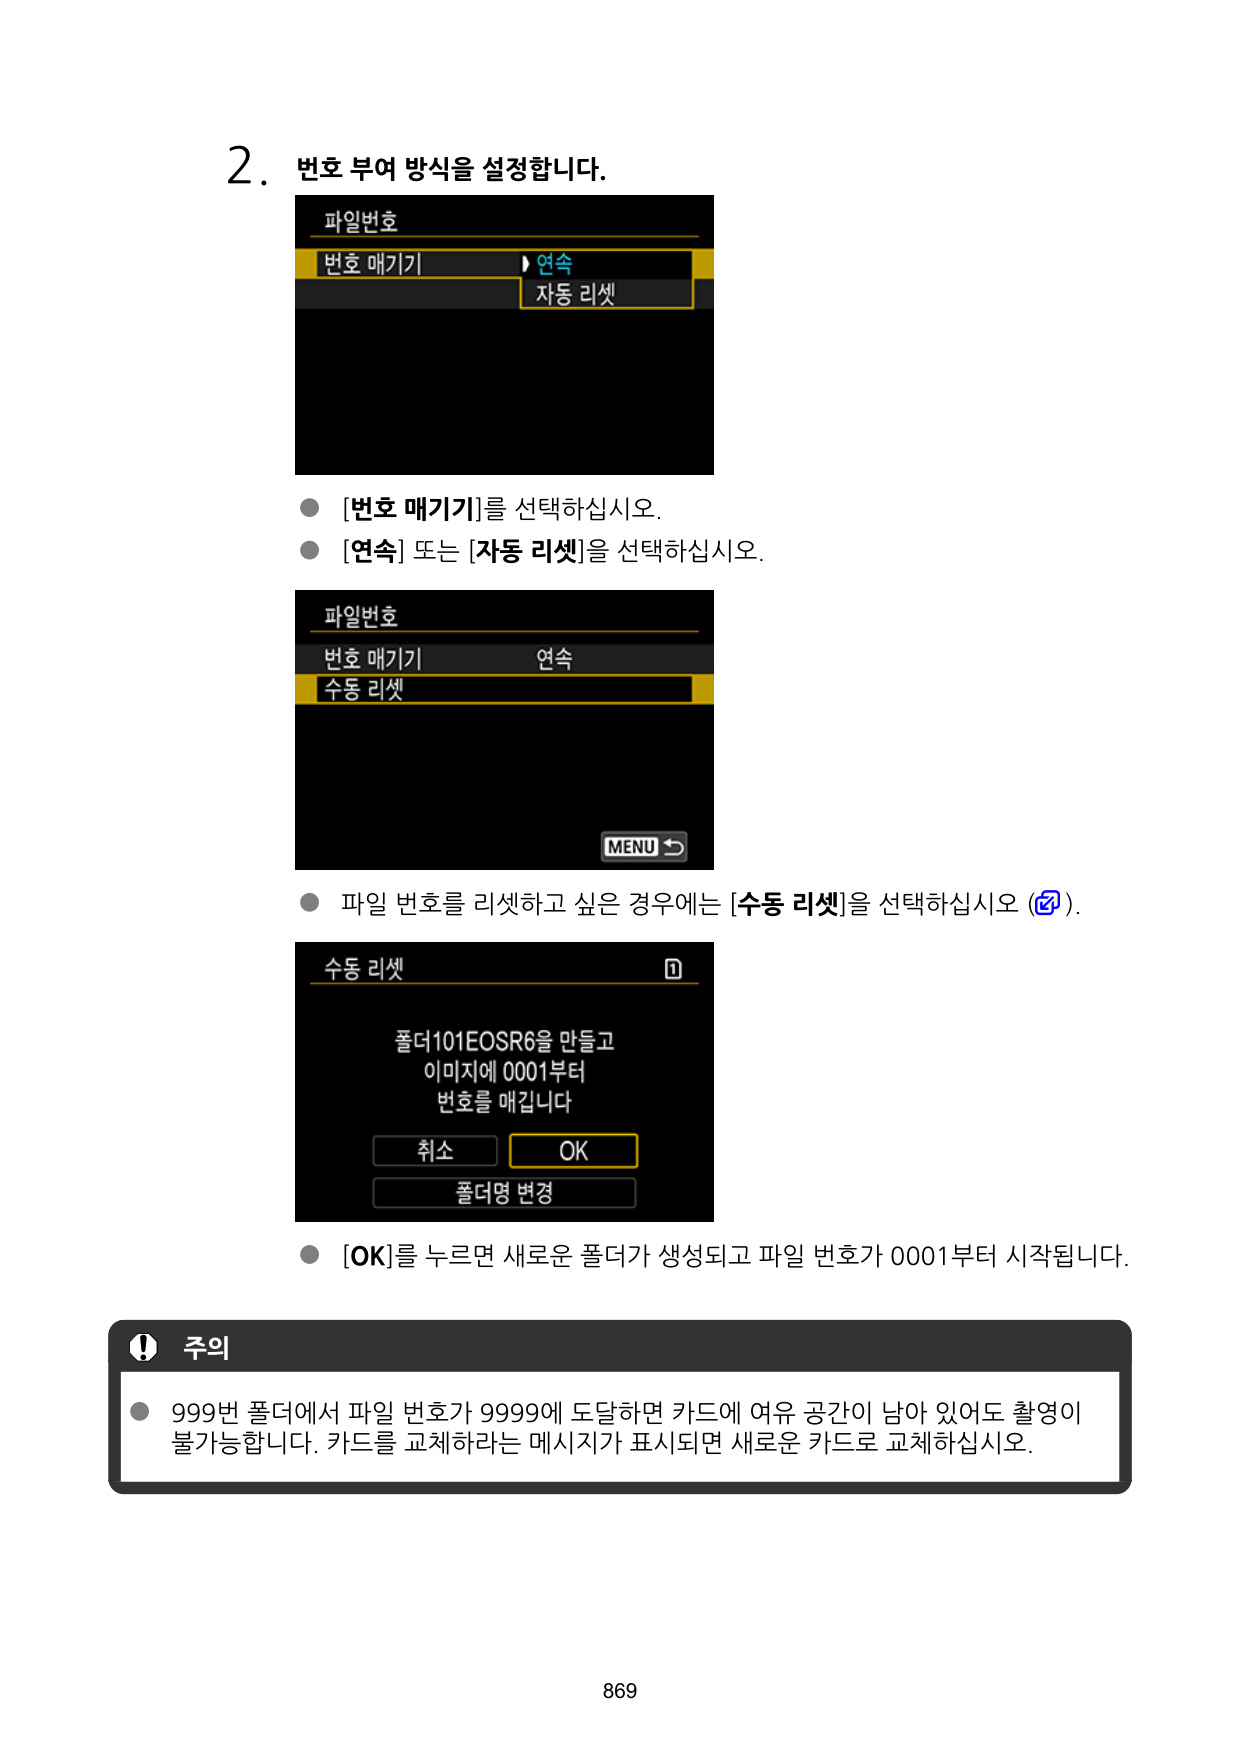 2. 번호 부여 방식을 설정합니다.
파일번호
번호 매기기 연속
자동 리셋
[번호 매기기]를 선택하십시오.
[연속] 또는 [자동 리셋]을 선택하십시오.
파일번호
번호 매기기 연속
수동 리셋
MENU
파일 번호를 리셋하고 싶은 경우에는 [수동 리셋]을 선택하십시오 ( ).
수동 리셋 1
폴더101EOSR6을 만들고
이미지에 0001부터
번호를 매깁니다
취소 OK
폴더명 변경
[OK]를 누르면 새로운 폴더가 생성되고 파일 번호가 0001부터 시작됩니다.
주의
999번 폴더에서 파일 번호가 9999에 도달하면 카드에 여유 공간이 남아 있어도 촬영이
불가능합니다. 카드를 교체하라는 메시지가 표시되면 새로운 카드로 교체하십시오.
869